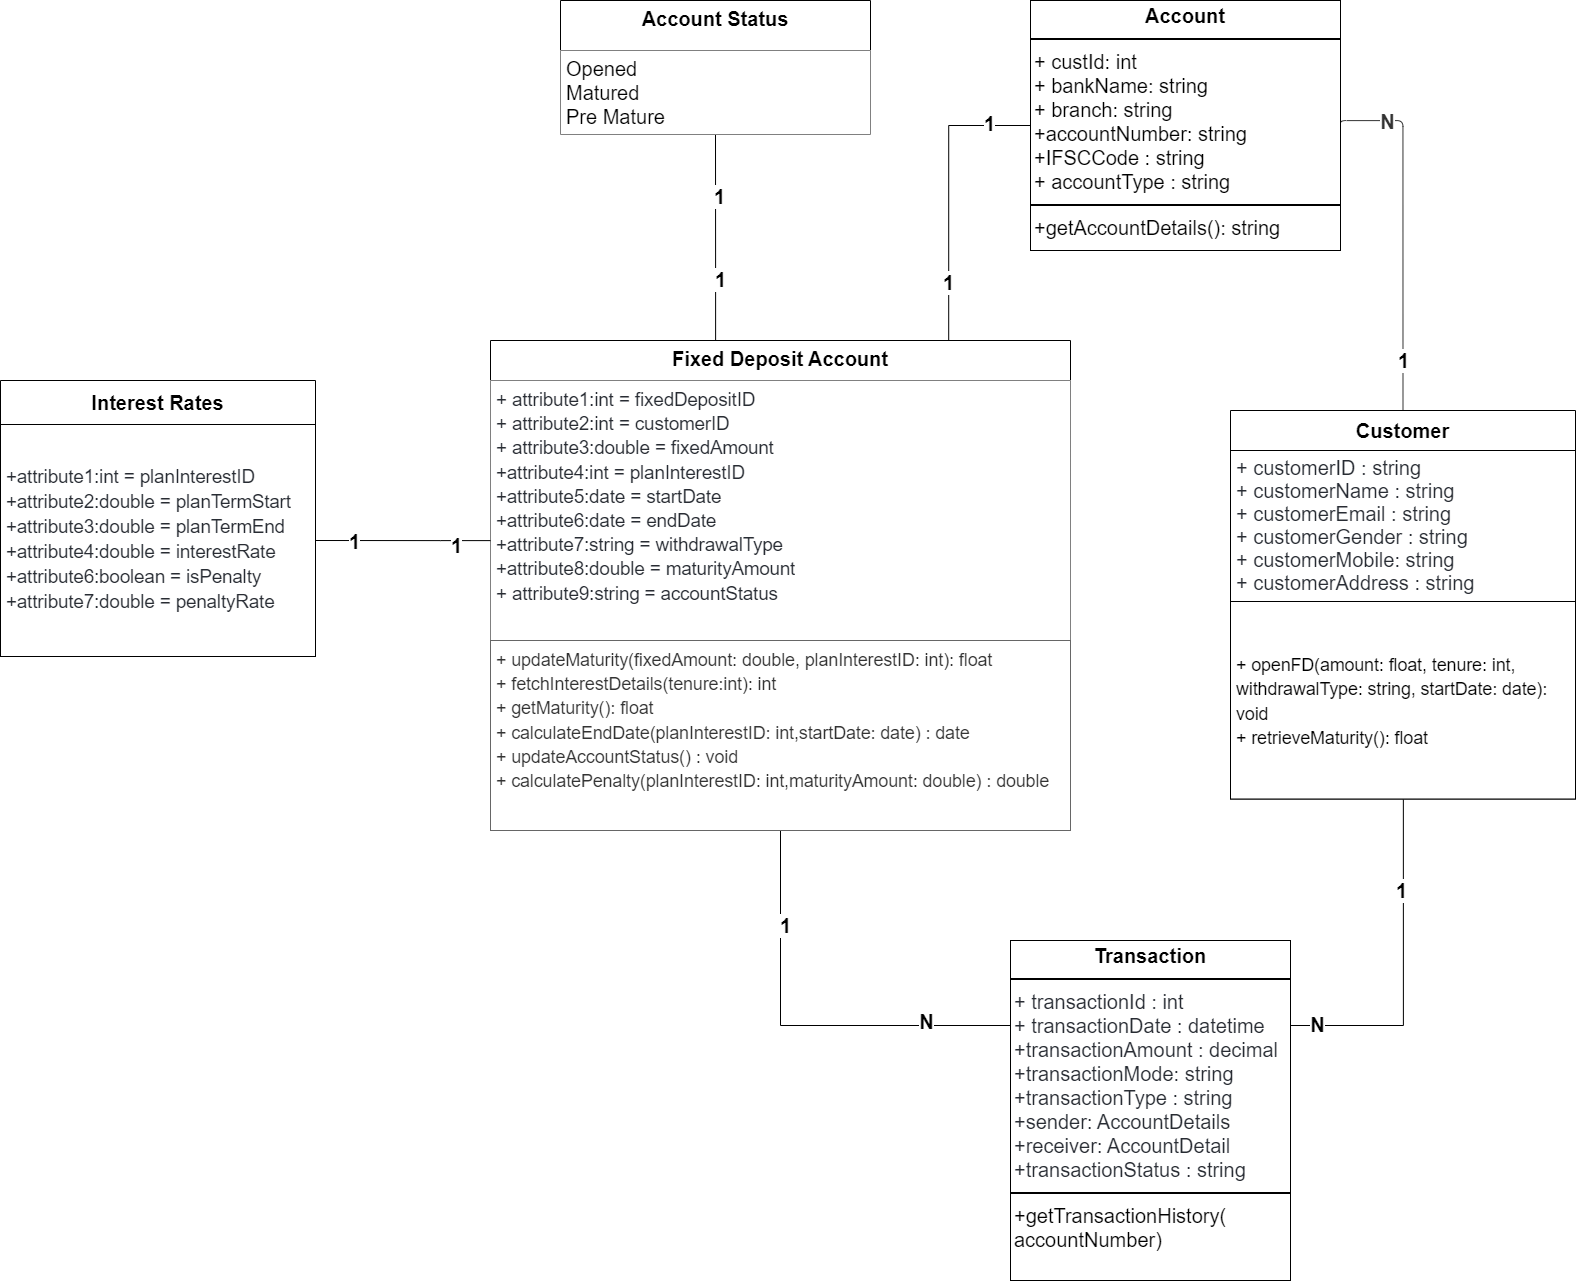 Account Status
Opened
Matured
Pre Mature
1
1
Account
+ custId: int
+ bankName: string
+ branch: string
+accountNumber: string
+IFSCCode : string
+ accountType : string
+getAccountDetails(): string
1
1
N
1
Interest Rates
+attribute1:int = planInterestID
+attribute2:double = planTermStart
+attribute3:double = planTermEnd
+attribute4:double = interestRate
+attribute6:boolean = isPenalty
+attribute7:double = penaltyRate
1
1
Fixed Deposit Account
+ attribute1:int = fixedDepositID
+ attribute2:int = customerID
+ attribute3:double = fixedAmount
+attribute4:int = planInterestID
+attribute5:date = startDate
+attribute6:date = endDate
+attribute7:string = withdrawalType
+attribute8:double = maturityAmount
+ attribute9:string = accountStatus
+ updateMaturity(fixedAmount: double, planInterestID: int): float
+ fetchInterestDetails(tenure:int): int
+ getMaturity(): float
+ calculateEndDate(planInterestID: int,startDate: date) : date
+ updateAccountStatus() : void
+ calculatePenalty(planInterestID: int,maturityAmount: double) : double
Customer
+ customerID : string
+ customerName : string
+ customerEmail : string
+ customerGender : string
+ customerMobile: string
+ customerAddress : string
+ openFD(amount: float, tenure: int,
withdrawalType: string, startDate: date):
void
+ retrieveMaturity(): float
1
N
1
N
Transaction
+ transactionId : int
+ transactionDate : datetime
+transactionAmount : decimal
+transactionMode: string
+transactionType : string
+sender: AccountDetails
+receiver: AccountDetail
+transactionStatus : string
+getTransactionHistory(
accountNumber)